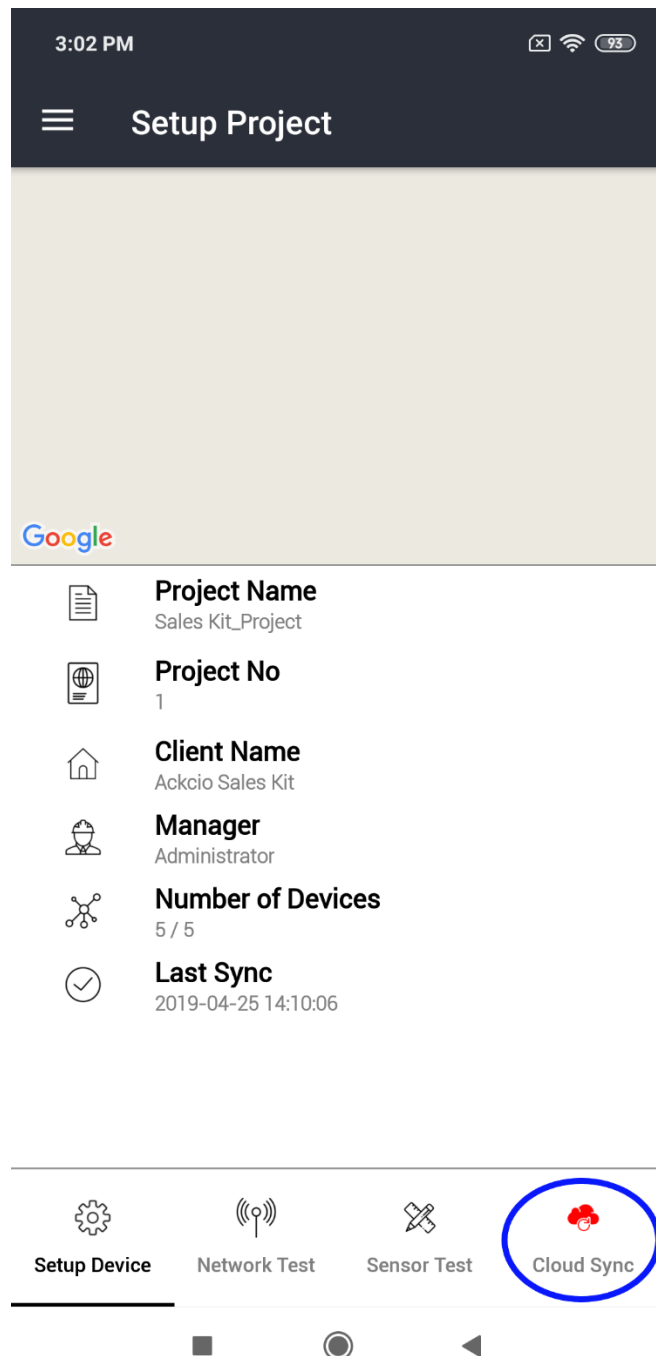 3:02 PM 93
Setup Project
Google
Project Name
Sales Kit_Project
Project No
1
Client Name
Ackcio Sales Kit
Manager
Administrator
Number of Devices
5 / 5
Last Sync
2019-04-25 14:10:06
Setup Device Network Test Sensor Test Cloud Sync